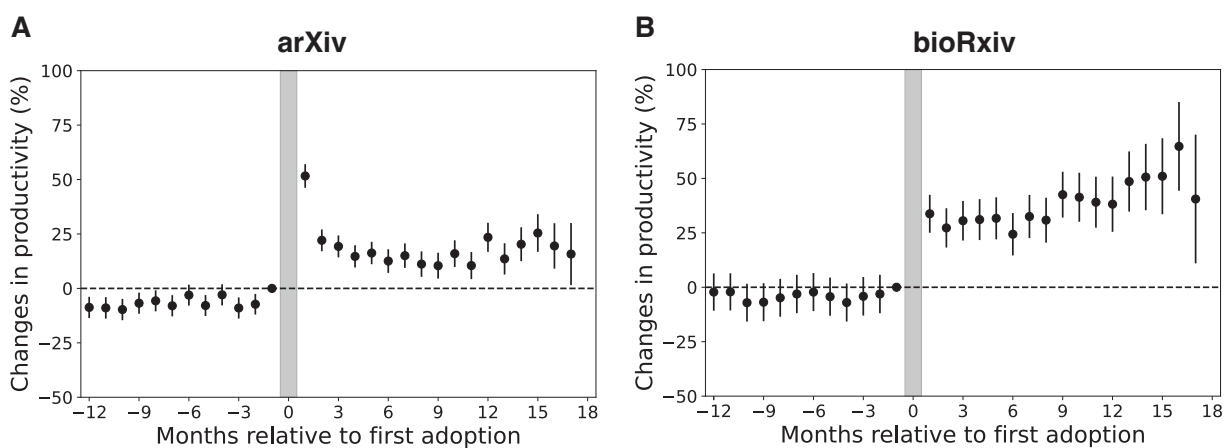 A
arXiv
Changes in productivity (%)
100
75
50
25
0
−25
−50
−12 −9 −6 −3 0 3 6 9 12 15 18
Months relative to first adoption
B
bioRxiv
Changes in productivity (%)
100
75
50
25
0
−25
−50
−12 −9 −6 −3 0 3 6 9 12 15 18
Months relative to first adoption